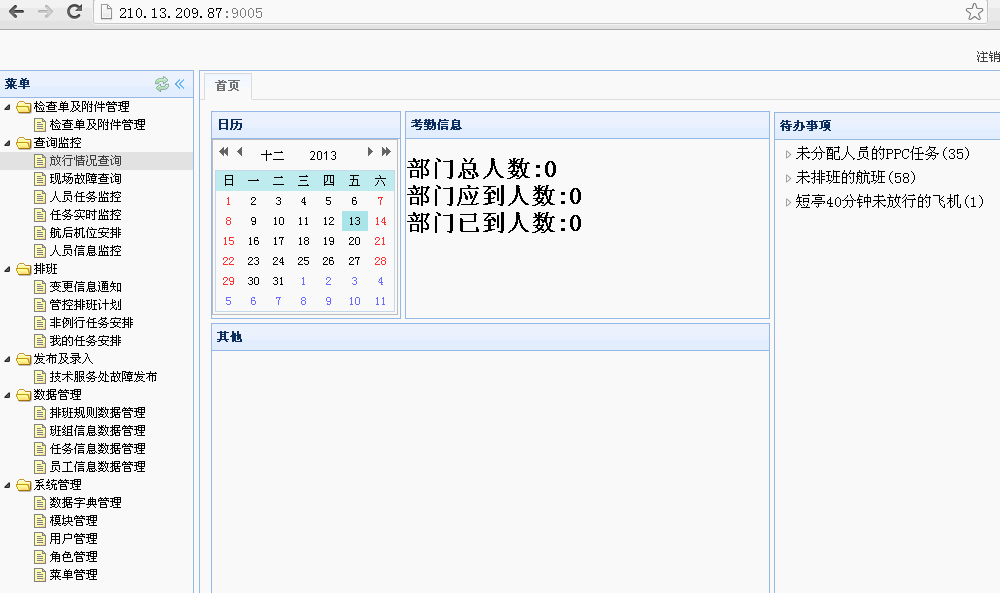 210.13.209.87:9005
注销
菜单
检查单及附件管理
检查单及附件管理
查询监控
放行情况查询
现场故障查询
人员任务监控
任务实时监控
航后机位安排
人员信息监控
排班
变更信息通知
管控排班计划
非例行任务安排
我的任务安排
发布及录入
技术服务处故障发布
数据管理
排班规则数据管理
班组信息数据管理
任务信息数据管理
员工信息数据管理
系统管理
数据字典管理
模块管理
用户管理
角色管理
菜单管理
首页
日历
十二 2013
日 一 二 三 四 五 六
1 2 3 4 5 6 7
8 9 10 11 12 13 14
15 16 17 18 19 20 21
22 23 24 25 26 27 28
29 30 31 1 2 3 4
5 6 7 8 9 10 11
考勤信息
部门总人数:0
部门应到人数:0
部门已到人数:0
其他
待办事项
未分配人员的PPC任务(35)
未排班的航班(58)
短亭40分钟未放行的飞机(1)